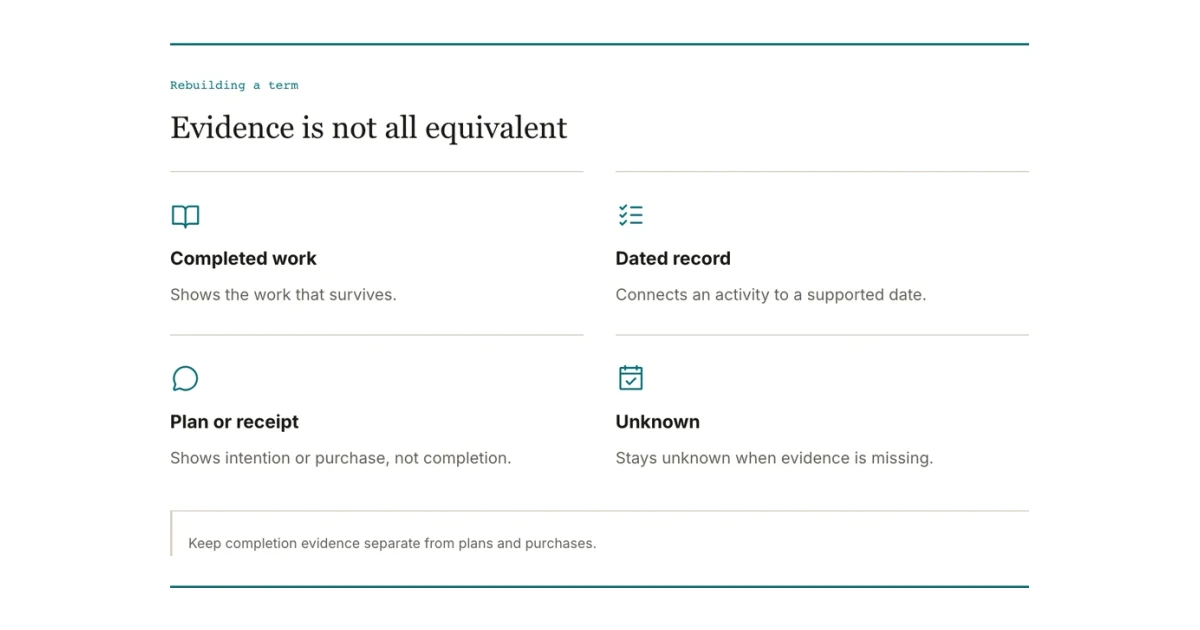 Rebuilding a term
Evidence is not all equivalent
Completed work
Shows the work that survives.
Dated record
Connects an activity to a supported date.
Plan or receipt
Shows intention or purchase, not completion.
Unknown
Stays unknown when evidence is missing.
Keep completion evidence separate from plans and purchases.